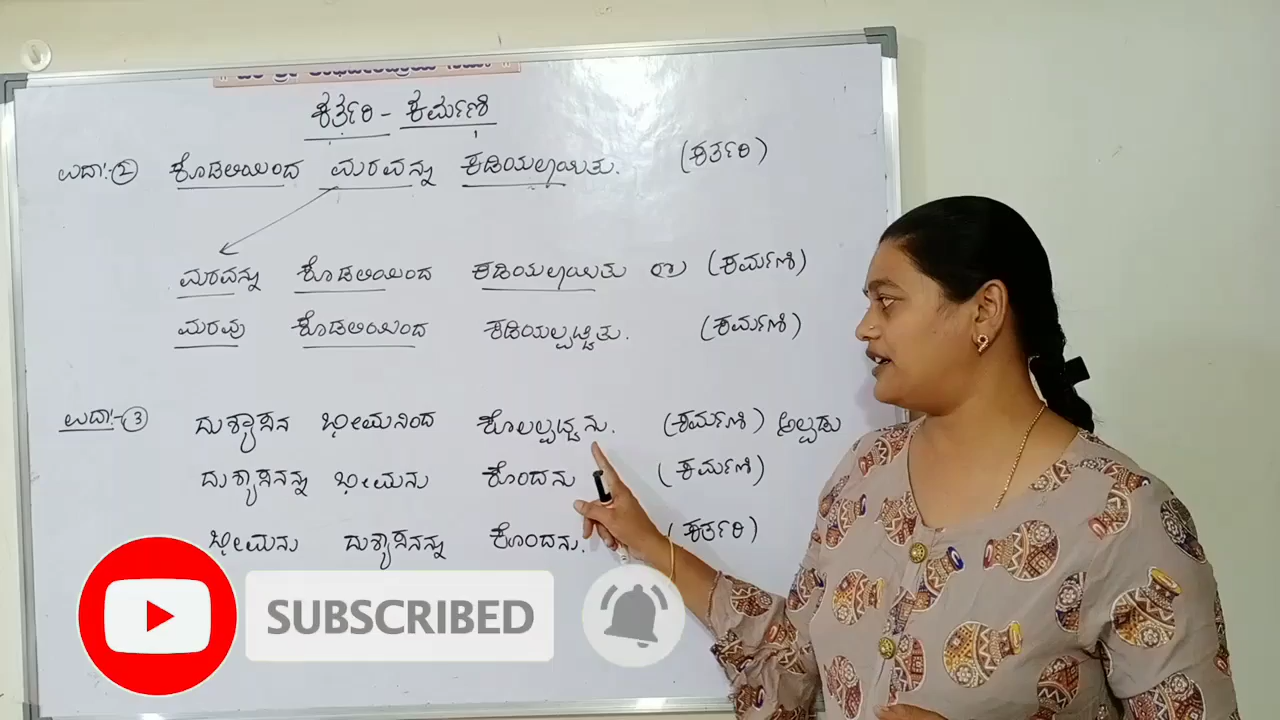 ಕರ್ತರಿ - ಕರ್ಮಣಿ
ಉದಾ:-② ಕೊಡಲಿಯಿಂದ ಮರವನ್ನು ಕಡಿಯಲಾಯಿತು. (ಕರ್ತರಿ)
ಮರವನ್ನು ಕೊಡಲಿಯಿಂದ ಕಡಿಯಲಾಯಿತು (ಕರ್ಮಣಿ)
ಮರವು ಕೊಡಲಿಯಿಂದ ಕಡಿಯಲ್ಪಟ್ಟಿತು. (ಕರ್ಮಣಿ)
ಉದಾ:-③ ದುಶ್ಯಾಸನ ಭೀಮನಿಂದ ಕೊಲಲ್ಪಟ್ಟನು. (ಕರ್ಮಣಿ) ಅಲ್ಪಡು
ದುಶ್ಯಾಸನನ್ನು ಭೀಮನು ಕೊಂದನು (ಕರ್ಮಣಿ)
ಭೀಮನು ದುಶ್ಯಾಸನನ್ನು ಕೊಂದನು. (ಕರ್ತರಿ)
SUBSCRIBED